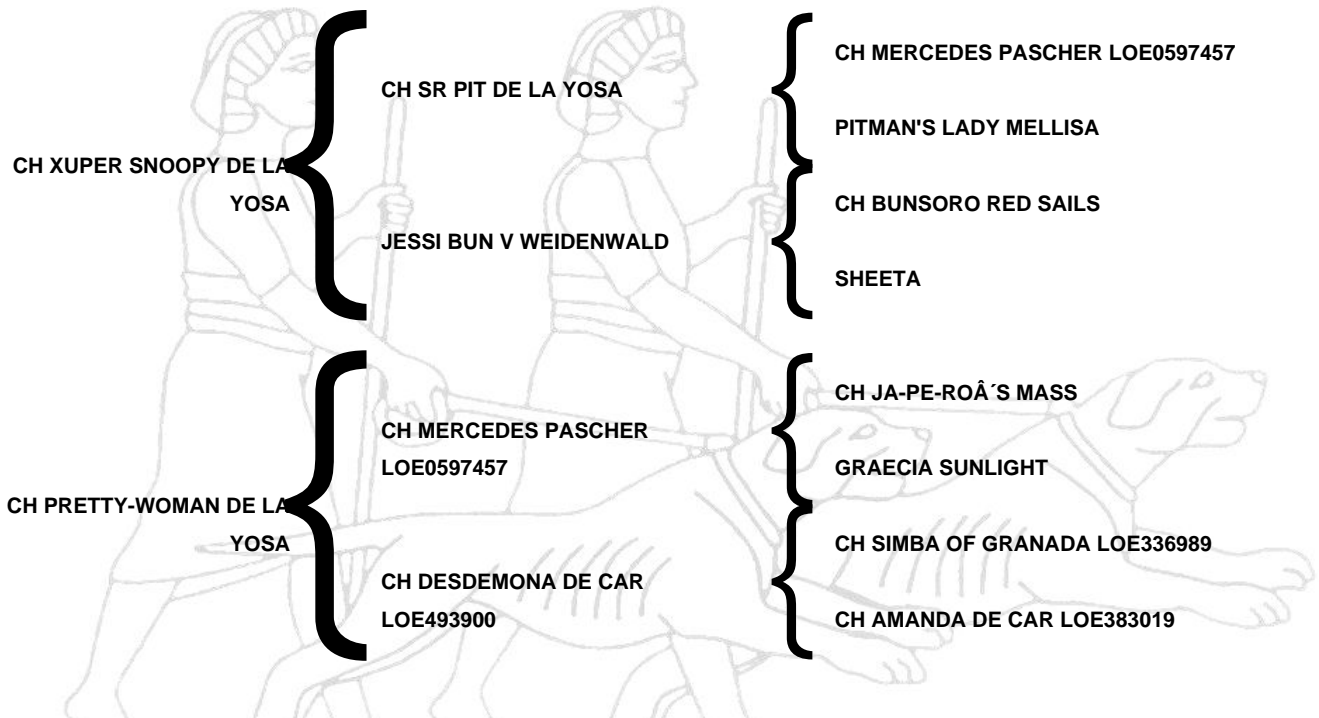 CH XUPER SNOOPY DE LA
YOSA
CH SR PIT DE LA YOSA
JESSI BUN V WEIDENWALD
CH MERCEDES PASCHER LOE0597457
PITMAN'S LADY MELLISA
CH BUNSORO RED SAILS
SHEETA
CH PRETTY-WOMAN DE LA
YOSA
CH MERCEDES PASCHER
LOE0597457
CH DESDEMONA DE CAR
LOE493900
CH JA-PE-ROÂ´S MASS
GRAECIA SUNLIGHT
CH SIMBA OF GRANADA LOE336989
CH AMANDA DE CAR LOE383019